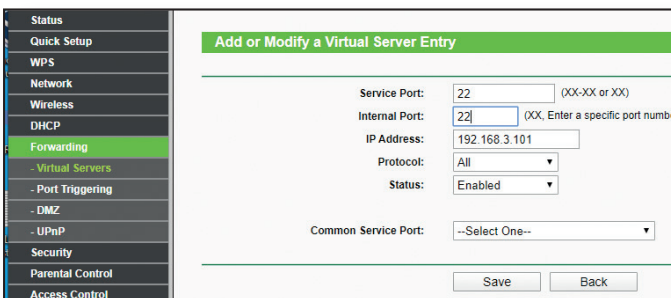 Status
Quick Setup
WPS
Network
Wireless
DHCP
Forwarding
- Virtual Servers
- Port Triggering
- DMZ
- UPnP
Security
Parental Control
Access Control
Add or Modify a Virtual Server Entry
Service Port: 22 (XX-XX or XX)
Internal Port: 22 (XX, Enter a specific port numbe
IP Address: 192.168.3.101
Protocol: All
Status: Enabled
Common Service Port: --Select One--
Save Back